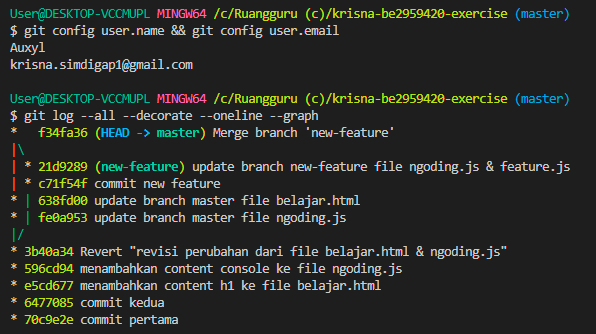 User@DESKTOP-VCCMUPL MINGW64 /c/Ruangguru (c)/krisna-be2959420-exercise (master)
$ git config user.name && git config user.email
Auxyl
krisna.simdigap1@gmail.com
User@DESKTOP-VCCMUPL MINGW64 /c/Ruangguru (c)/krisna-be2959420-exercise (master)
$ git log --all --decorate --oneline --graph
*   f34fa36 (HEAD -> master) Merge branch 'new-feature'
|\
| * 21d9289 (new-feature) update branch new-feature file ngoding.js & feature.js
| * c71f54f commit new feature
* | 638fd00 update branch master file belajar.html
* | fe0a953 update branch master file ngoding.js
|/
* 3b40a34 Revert "revisi perubahan dari file belajar.html & ngoding.js"
* 596cd94 menambahkan content console ke file ngoding.js
* e5cd677 menambahkan content h1 ke file belajar.html
* 6477085 commit kedua
* 70c9e2e commit pertama